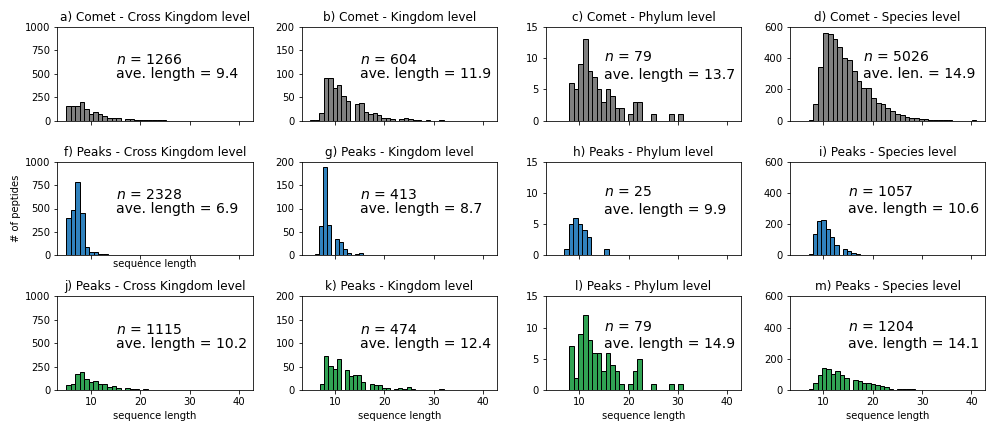 a) Comet - Cross Kingdom level
b) Comet - Kingdom level
c) Comet - Phylum level
d) Comet - Species level
1000
750
500
250
0
n = 1266
ave. length = 9.4
200
150
100
50
0
n = 604
ave. length = 11.9
15
10
5
0
n = 79
ave. length = 13.7
600
400
200
0
n = 5026
ave. len. = 14.9
f) Peaks - Cross Kingdom level
g) Peaks - Kingdom level
h) Peaks - Phylum level
i) Peaks - Species level
# of peptides
1000
750
500
250
0
n = 2328
ave. length = 6.9
sequence length
200
150
100
50
0
n = 413
ave. length = 8.7
15
10
5
0
n = 25
ave. length = 9.9
600
400
200
0
n = 1057
ave. length = 10.6
j) Peaks - Cross Kingdom level
k) Peaks - Kingdom level
l) Peaks - Phylum level
m) Peaks - Species level
1000
750
500
250
0
n = 1115
ave. length = 10.2
10 20 30 40
sequence length
200
150
100
50
0
n = 474
ave. length = 12.4
10 20 30 40
sequence length
15
10
5
0
n = 79
ave. length = 14.9
10 20 30 40
sequence length
600
400
200
0
n = 1204
ave. length = 14.1
10 20 30 40
sequence length